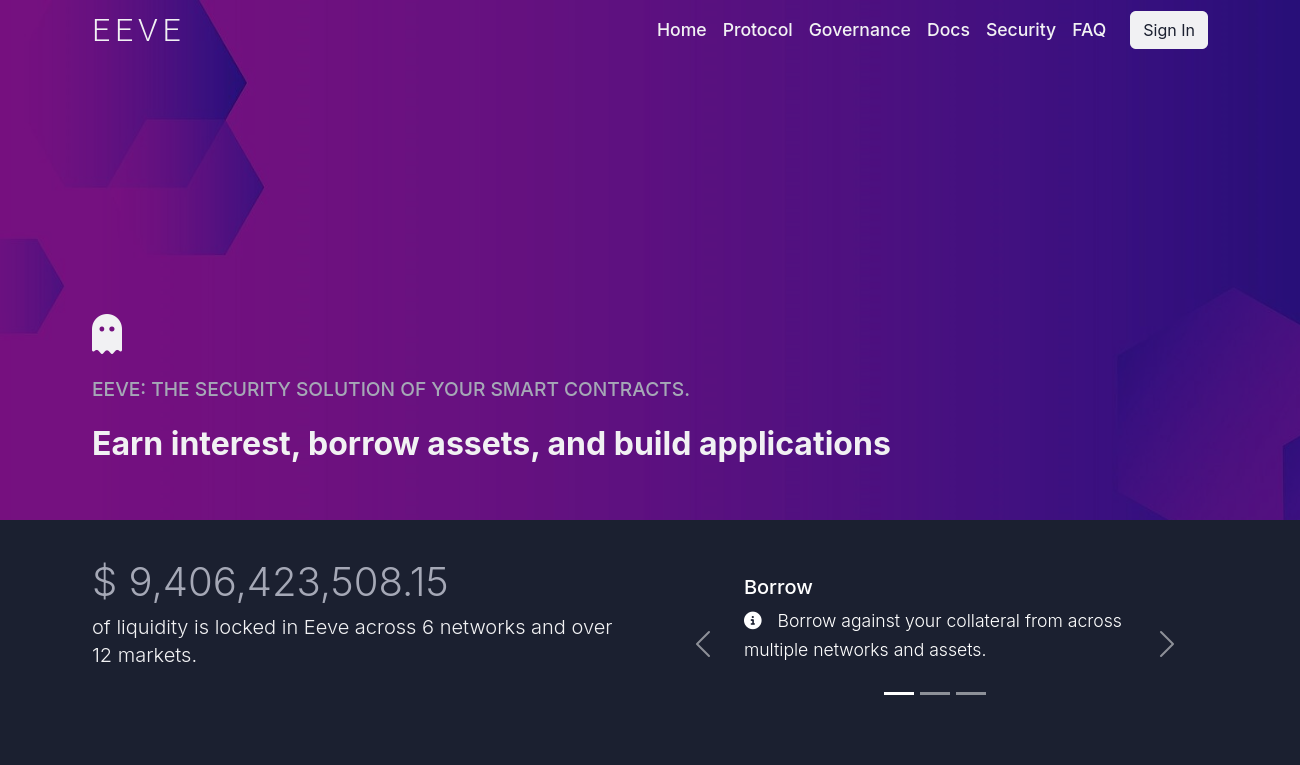 EEVE
Home Protocol Governance Docs Security FAQ Sign In
EEVE: THE SECURITY SOLUTION OF YOUR SMART CONTRACTS.
Earn interest, borrow assets, and build applications
$ 9,406,423,508.15
of liquidity is locked in Eeve across 6 networks and over
12 markets.
Borrow
Borrow against your collateral from across
multiple networks and assets.